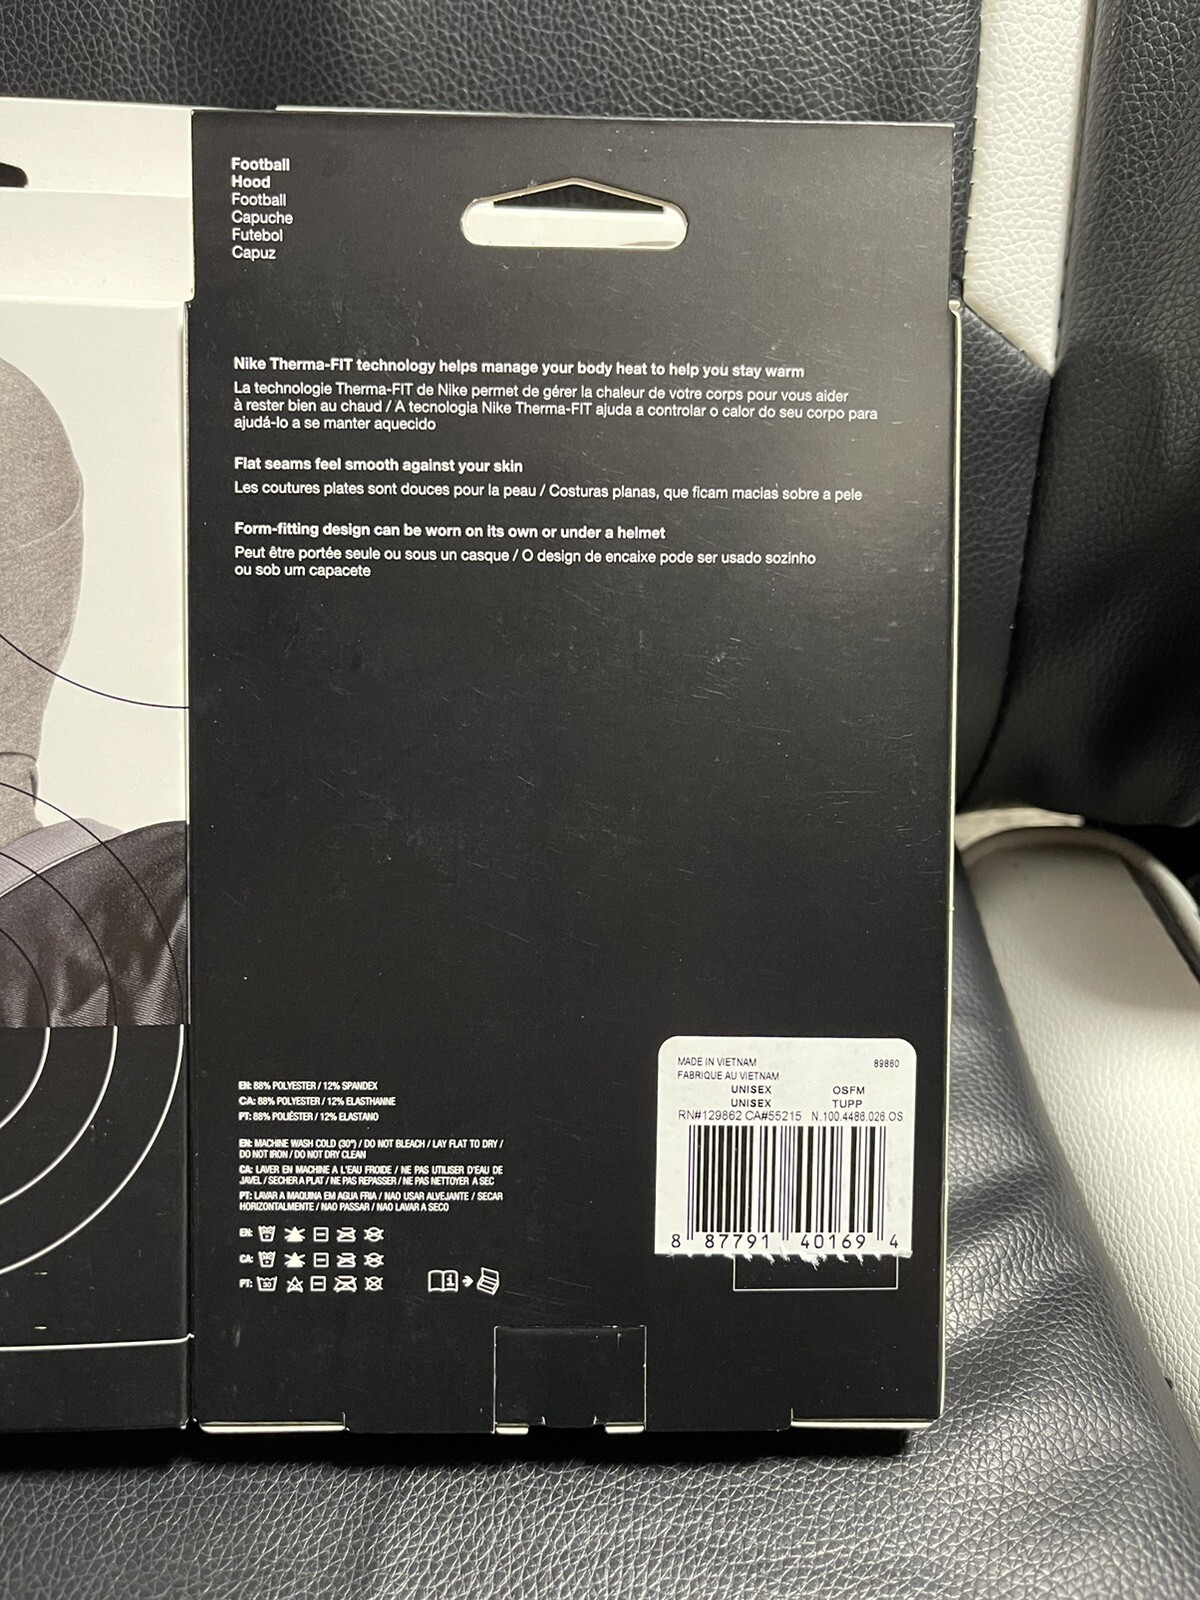 Football
Hood
Football
Capuche
Futebol
Capuz
Nike Therma-FIT technology helps manage your body heat to help you stay warm
La technologie Therma-FIT de Nike permet de gérer la chaleur de votre corps pour vous aider
à rester bien au chaud / A tecnologia Nike Therma-FIT ajuda a controlar o calor do seu corpo para
ajudá-lo a se manter aquecido
Flat seams feel smooth against your skin
Les coutures plates sont douces pour la peau / Costuras planas, que ficam macias sobre a pele
Form-fitting design can be worn on its own or under a helmet
Peut être portée seule ou sous un casque / O design de encaixe pode ser usado sozinho
ou sob um capacete
EN: 88% POLYESTER / 12% SPANDEX
CA: 88% POLYESTER / 12% ELASTHANNE
PT: 88% POLIÉSTER / 12% ELASTANO
EN: MACHINE WASH COLD (30°) / DO NOT BLEACH / LAY FLAT TO DRY /
DO NOT IRON / DO NOT DRY CLEAN
CA: LAVER EN MACHINE A L'EAU FROIDE / NE PAS UTILISER D'EAU DE
JAVEL / SECHER A PLAT / NE PAS REPASSER / NE PAS NETTOYER A SEC
PT: LAVAR A MAQUINA EM AGUA FRIA / NAO USAR ALVEJANTE / SECAR
HORIZONTALMENTE / NAO PASSAR / NAO LAVAR A SECO
EN:
CA:
PT: 30
MADE IN VIETNAM 89860
FABRIQUE AU VIETNAM
UNISEX OSFM
UNISEX TUPP
RN#129862 CA#55215 N.100.4486.026.OS
8 87791 40169 4